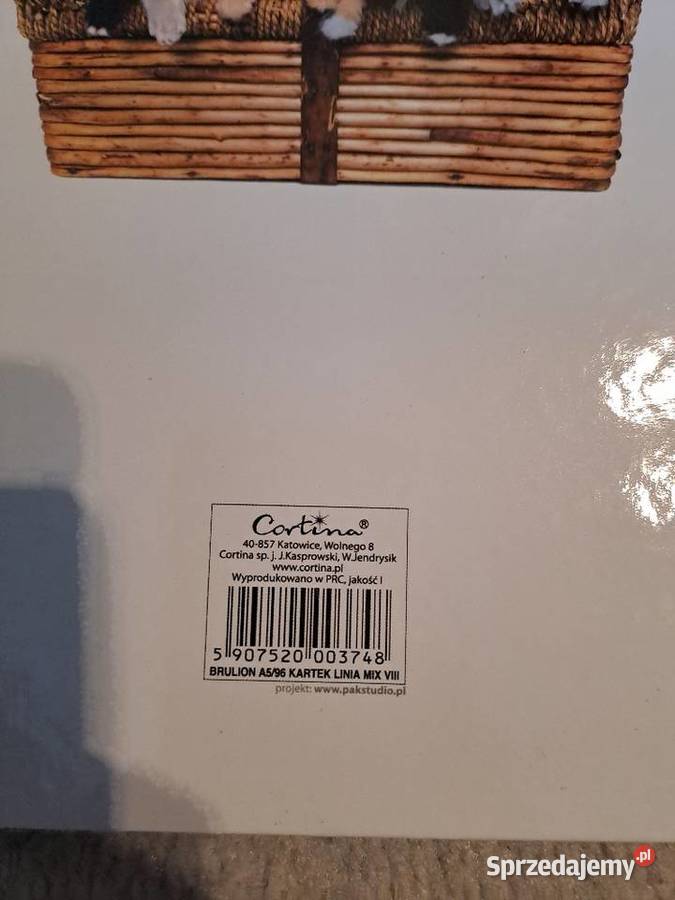 Cortina®
40-857 Katowice, Wolnego 8
Cortina sp. j. J.Kasprowski, W.Jendrysik
www.cortina.pl
Wyprodukowano w PRC, jakość I
5 907520 003748
BRULION A5/96 KARTEK LINIA MIX VIII
projekt: www.pakstudio.pl
Sprzedajemy.pl